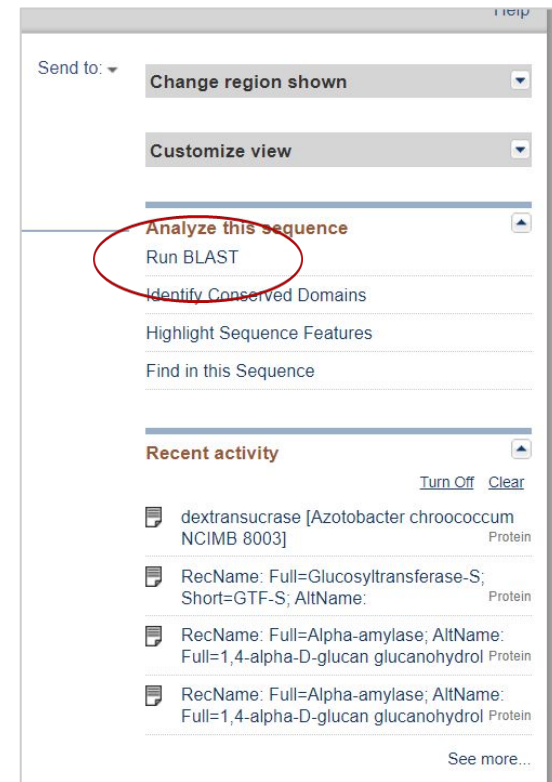 Help
Send to:
Change region shown
Customize view
Analyze this sequence
Run BLAST
Identify Conserved Domains
Highlight Sequence Features
Find in this Sequence
Recent activity
Turn Off Clear
dextransucrase [Azotobacter chroococcum
NCIMB 8003] Protein
RecName: Full=Glucosyltransferase-S;
Short=GTF-S; AltName: Protein
RecName: Full=Alpha-amylase; AltName:
Full=1,4-alpha-D-glucan glucanohydrol Protein
RecName: Full=Alpha-amylase; AltName:
Full=1,4-alpha-D-glucan glucanohydrol Protein
See more...